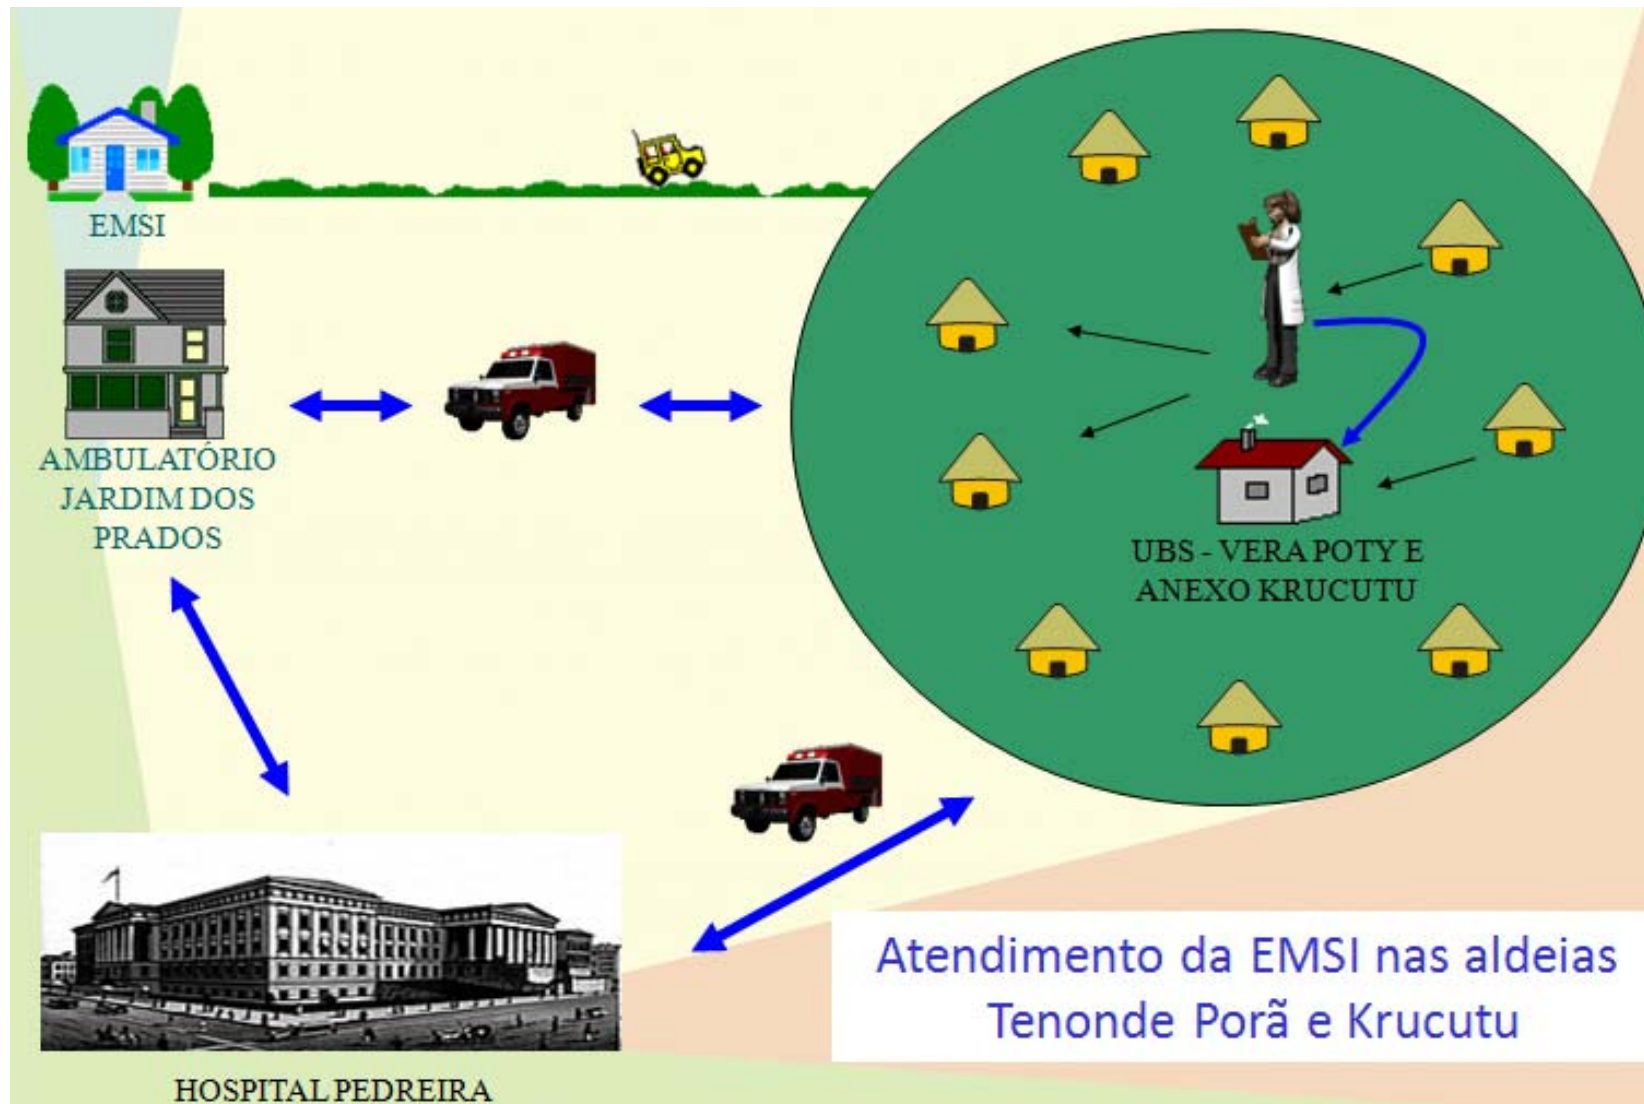 EMSI
AMBULATÓRIO
JARDIM DOS
PRADOS
UBS - VERA POTY E
ANEXO KRUCUTU
HOSPITAL PEDREIRA
Atendimento da EMSI nas aldeias
Tenonde Porã e Krucutu